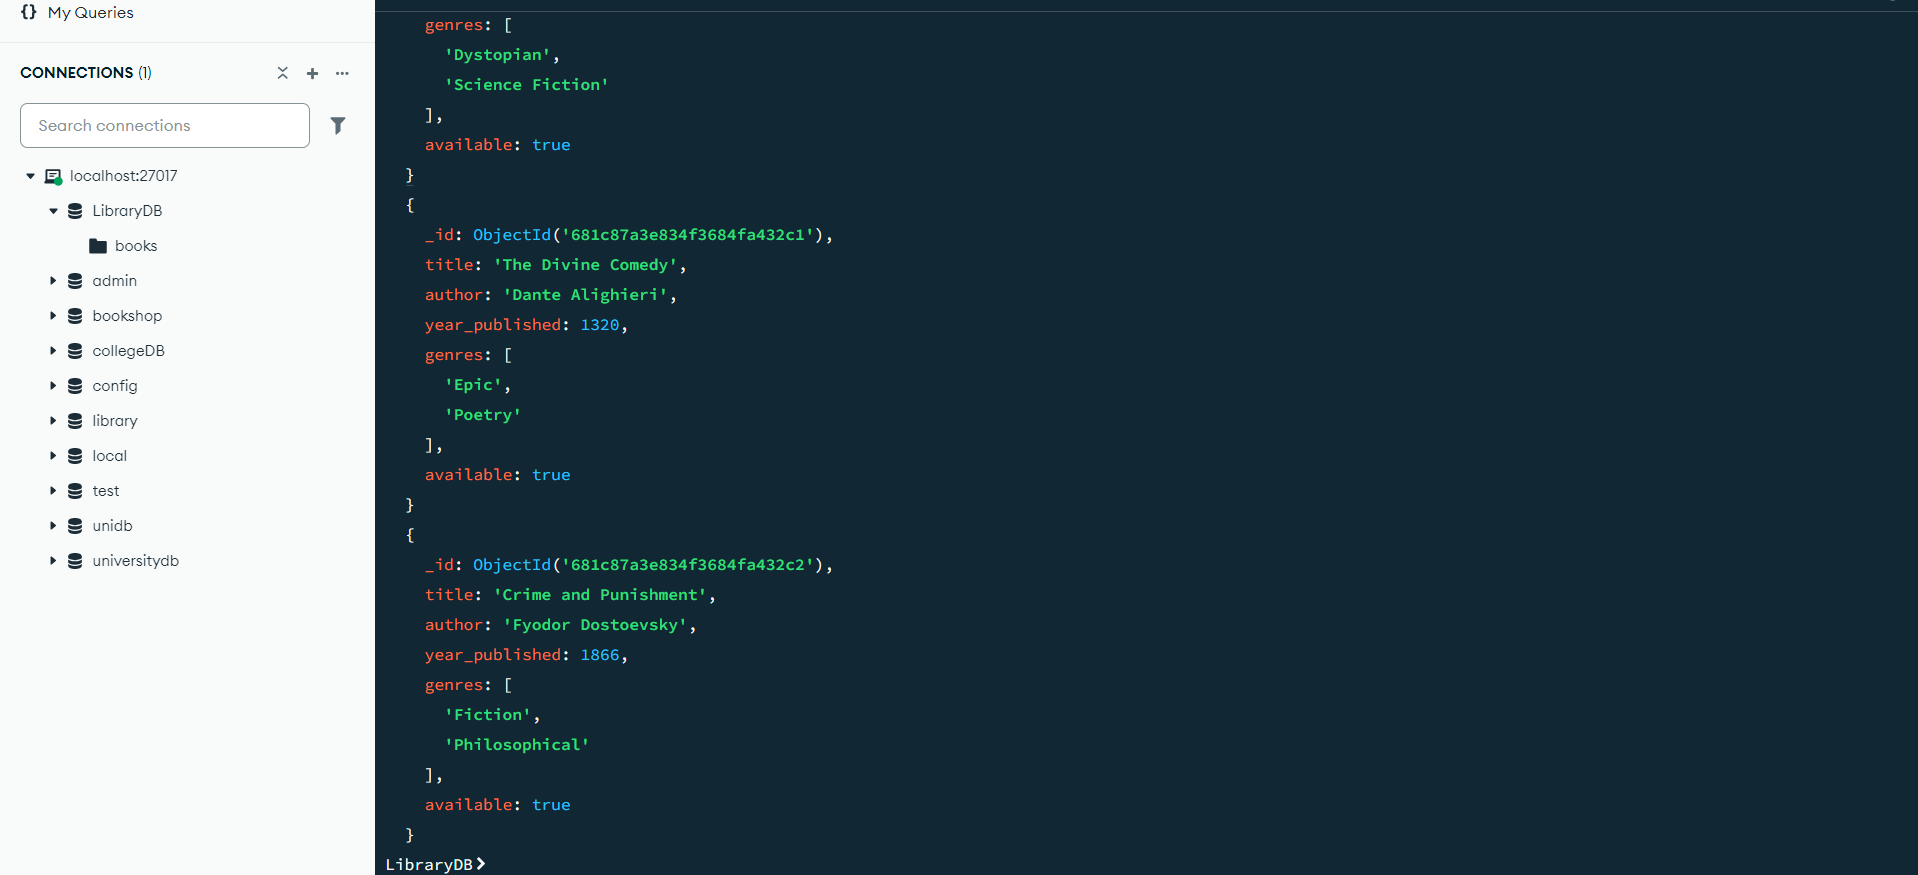 {} My Queries
CONNECTIONS (1)
Search connections
localhost:27017
LibraryDB
books
admin
bookshop
collegeDB
config
library
local
test
unidb
universitydb
genres: [
'Dystopian',
'Science Fiction'
],
available: true
}
{
_id: ObjectId('681c87a3e834f3684fa432c1'),
title: 'The Divine Comedy',
author: 'Dante Alighieri',
year_published: 1320,
genres: [
'Epic',
'Poetry'
],
available: true
}
{
_id: ObjectId('681c87a3e834f3684fa432c2'),
title: 'Crime and Punishment',
author: 'Fyodor Dostoevsky',
year_published: 1866,
genres: [
'Fiction',
'Philosophical'
],
available: true
}
LibraryDB>